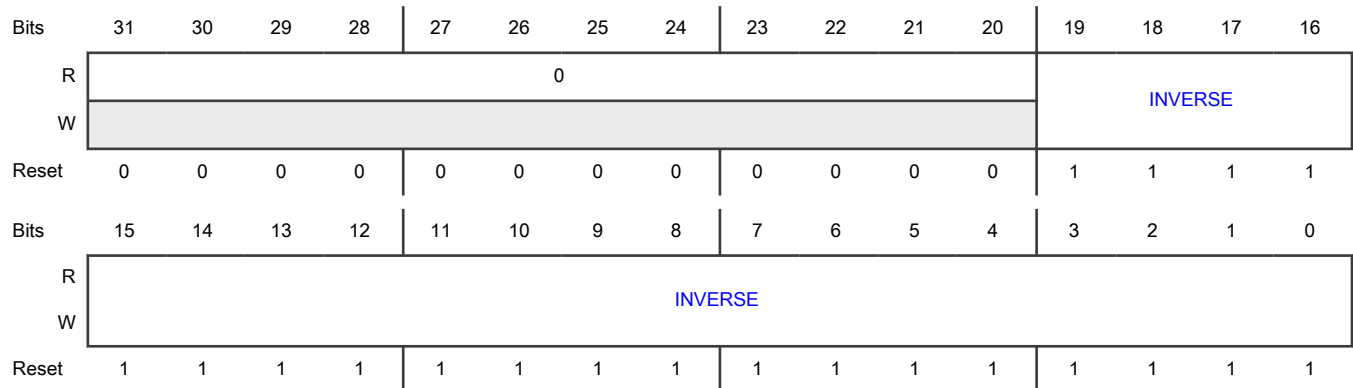 Bits 31 30 29 28 27 26 25 24 23 22 21 20 19 18 17 16
R 0
INVERSE
W
Reset 0 0 0 0 0 0 0 0 0 0 0 0 1 1 1 1
Bits 15 14 13 12 11 10 9 8 7 6 5 4 3 2 1 0
R
INVERSE
W
Reset 1 1 1 1 1 1 1 1 1 1 1 1 1 1 1 1